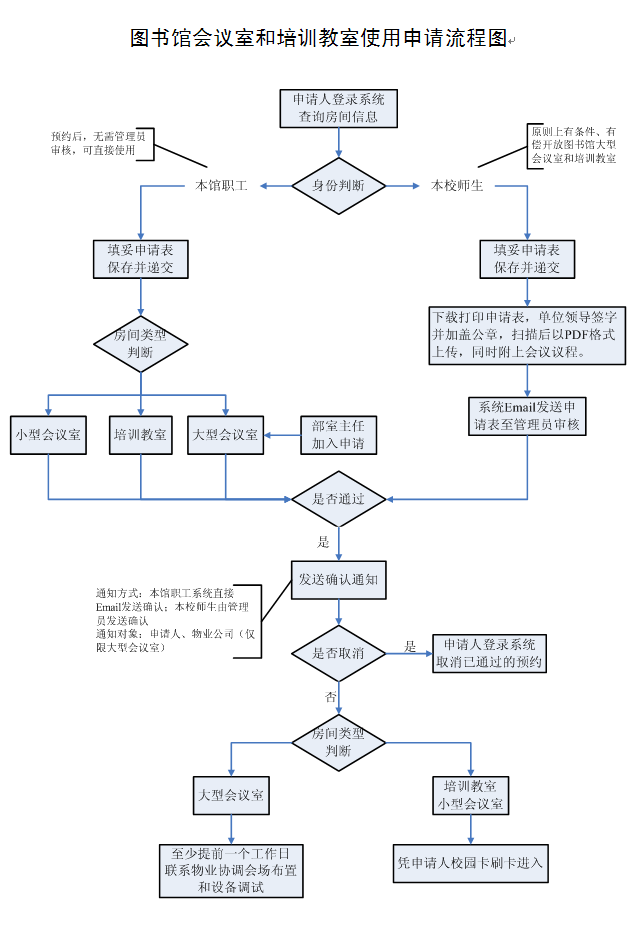 图书馆会议室和培训教室使用申请流程图
申请人登录系统
查询房间信息
预约后，无需管理员
审核，可直接使用
原则上有条件、有
偿开放图书馆大型
会议室和培训教室
本馆职工
身份判断
本校师生
填妥申请表
保存并递交
填妥申请表
保存并递交
房间类型
判断
下载打印申请表，单位领导签字
并加盖公章，扫描后以PDF格式
上传，同时附上会议议程。
小型会议室
培训教室
大型会议室
部室主任
加入申请
系统Email发送申
请表至管理员审核
是否通过
是
发送确认通知
通知方式：本馆职工系统直接
Email发送确认；本校师生由管理
员发送确认
通知对象：申请人、物业公司（仅
限大型会议室）
是否取消
是
申请人登录系统
取消已通过的预约
否
房间类型
判断
大型会议室
培训教室
小型会议室
至少提前一个工作日
联系物业协调会场布置
和设备调试
凭申请人校园卡刷卡进入